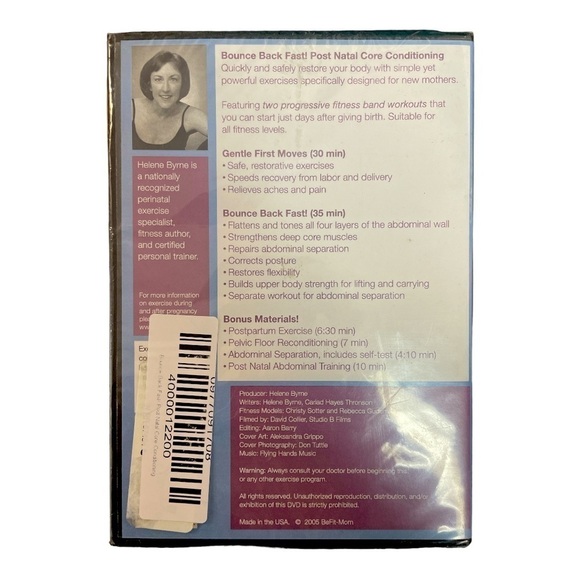 Bounce Back Fast! Post Natal Core Conditioning
Quickly and safely restore your body with simple yet
powerful exercises specifically designed for new mothers.
Featuring two progressive fitness band workouts that
you can start just days after giving birth. Suitable for
all fitness levels.
Gentle First Moves (30 min)
• Safe, restorative exercises
• Speeds recovery from labor and delivery
• Relieves aches and pain
Bounce Back Fast! (35 min)
• Flattens and tones all four layers of the abdominal wall
• Strengthens deep core muscles
• Repairs abdominal separation
• Corrects posture
• Restores flexibility
• Builds upper body strength for lifting and carrying
• Separate workout for abdominal separation
Bonus Materials!
• Postpartum Exercise (6:30 min)
• Pelvic Floor Reconditioning (7 min)
• Abdominal Separation, includes self-test (4:10 min)
• Post Natal Abdominal Training (10 min)
Helene Byrne is
a nationally
recognized
perinatal
exercise
specialist,
fitness author,
and certified
personal trainer.
For more information
on exercise during
and after pregnancy
40000012200
Producer: Helene Byrne
Writers: Helene Byrne, Cariad Hayes Thronson
Fitness Models: Christy Sotter and Rebecca
Filmed by: David Collier, Studio B Films
Editing: Aaron Barry
Cover Art: Aleksandra Grippo
Cover Photography: Don Tuttle
Music: Flying Hands Music
Warning: Always consult your doctor before beginning this
or any other exercise program.
All rights reserved. Unauthorized reproduction, distribution, and/or
exhibition of this DVD is strictly prohibited.
Made in the USA. © 2005 BeFit-Mom